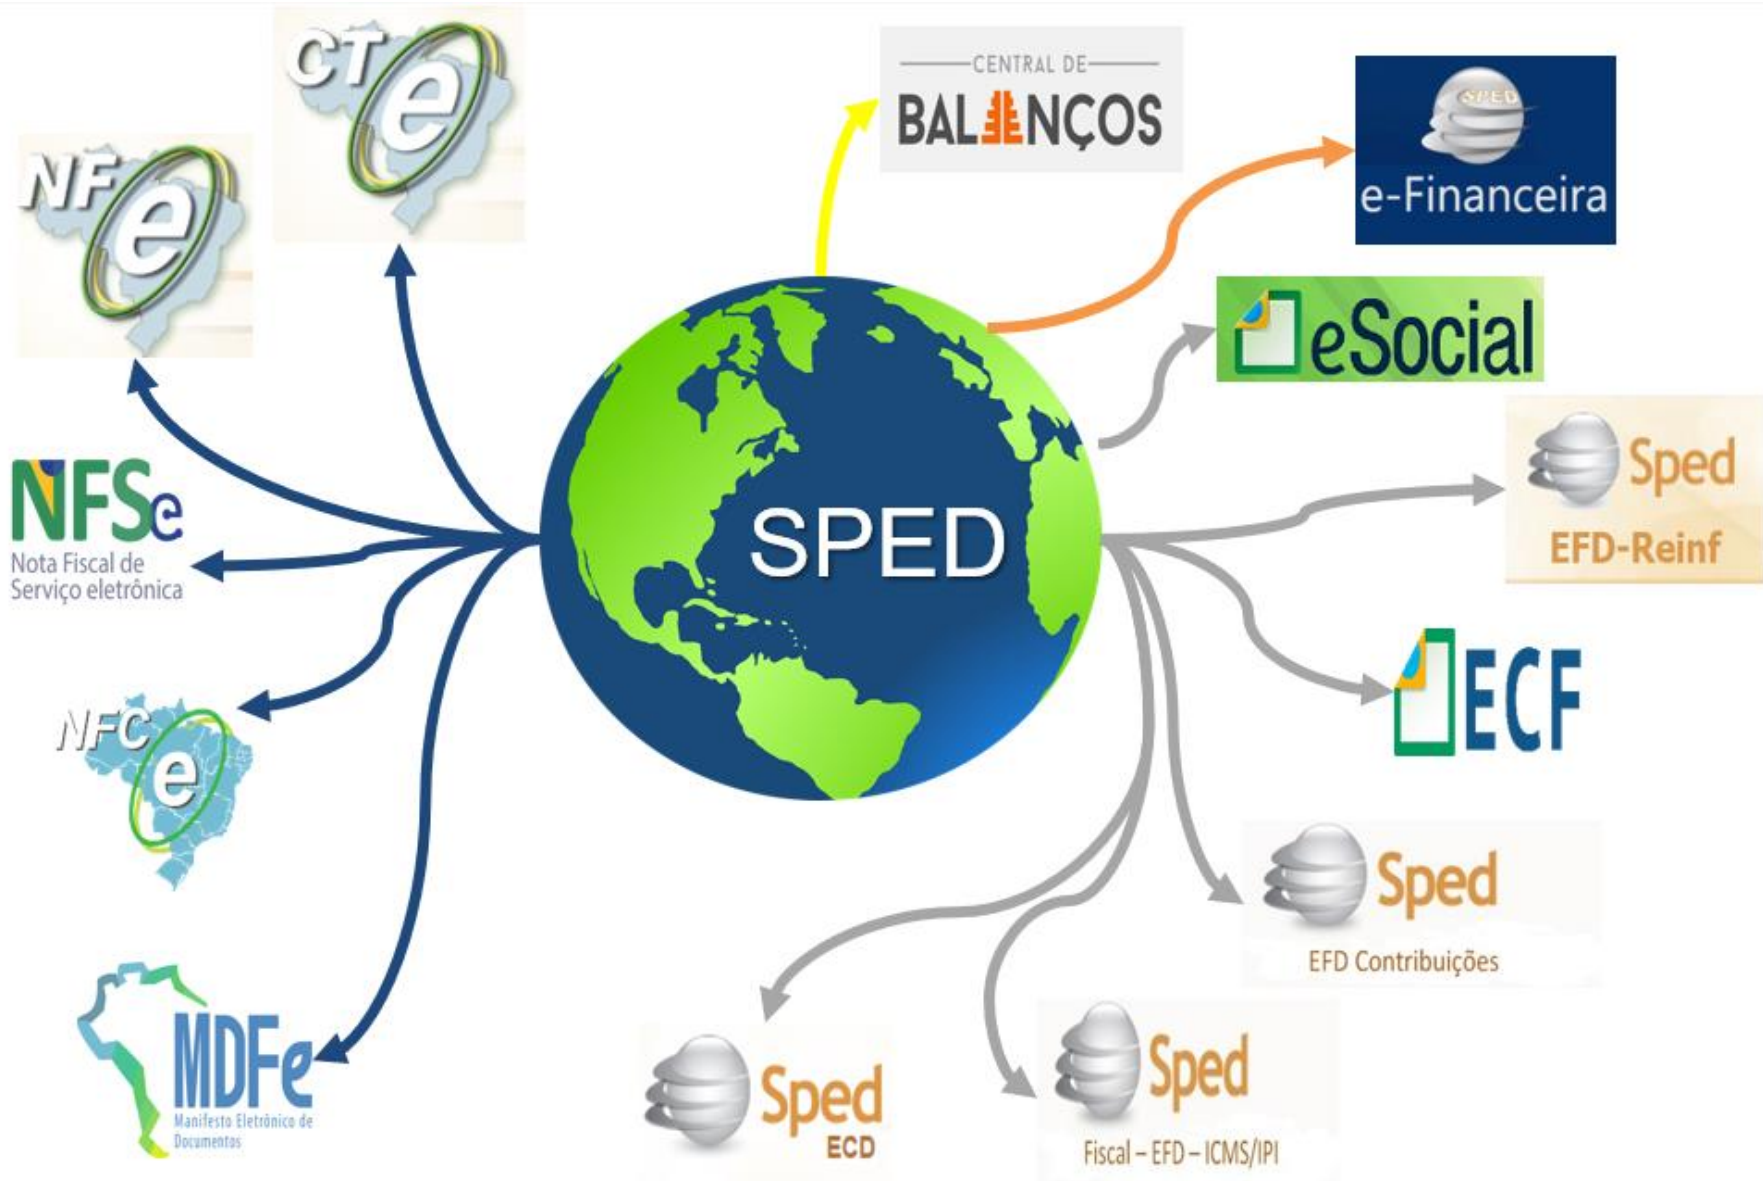 CT e
NF e
NFSe
Nota Fiscal de
Serviço eletrônica
NFC e
MDFe
Manifesto Eletrônico de
Documentos
SPED
CENTRAL DE
BALANÇOS
SPED
e-Financeira
eSocial
Sped
EFD-Reinf
ECF
Sped
EFD Contribuições
Sped
Fiscal – EFD – ICMS/IPI
Sped
ECD